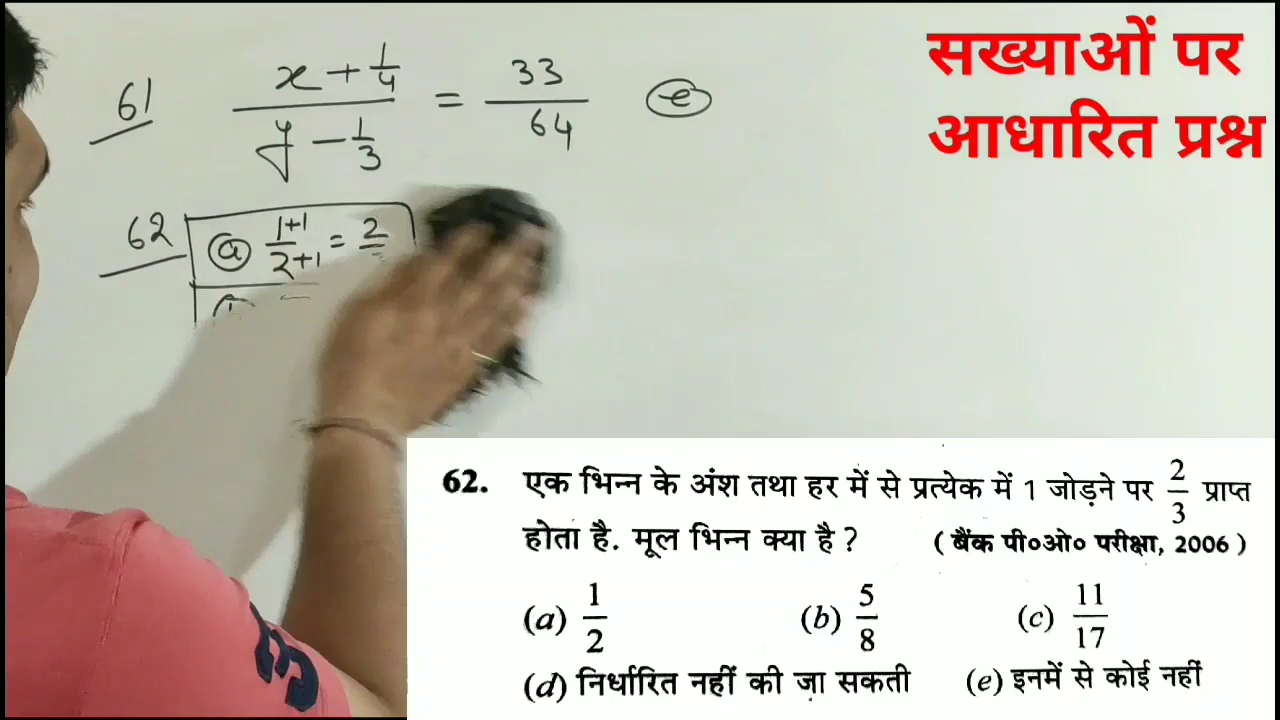 सख्याओं पर
आधारित प्रश्न
61 (x + 1/4) / (y - 1/3) = 33/64 (e)
62 (a) (1+1)/(2+1) = 2/
62. एक भिन्न के अंश तथा हर में से प्रत्येक में 1 जोड़ने पर 2/3 प्राप्त
होता है. मूल भिन्न क्या है ? ( बैंक पी०ओ० परीक्षा, 2006 )
(a) 1/2 (b) 5/8 (c) 11/17
(d) निर्धारित नहीं की जा सकती (e) इनमें से कोई नहीं